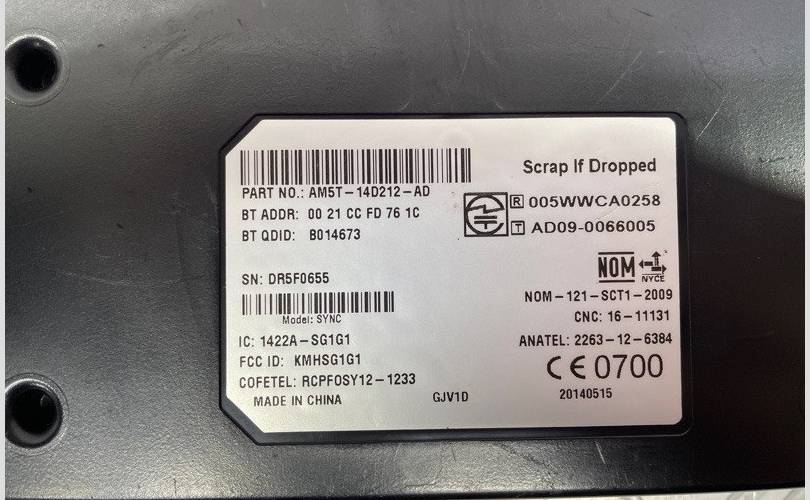 Scrap If Dropped
PART NO.: AM5T-14D212-AD
BT ADDR: 00 21 CC FD 76 1C
BT QDID: B014673
R 005WWCA0258
T AD09-0066005
NOM NYCE
SN: DR5F0655
Model: SYNC
NOM-121-SCT1-2009
CNC: 16-11131
IC: 1422A-SG1G1
ANATEL: 2263-12-6384
FCC ID: KMHSG1G1
CE 0700
COFETEL: RCPFOSY12-1233
MADE IN CHINA GJV1D 20140515